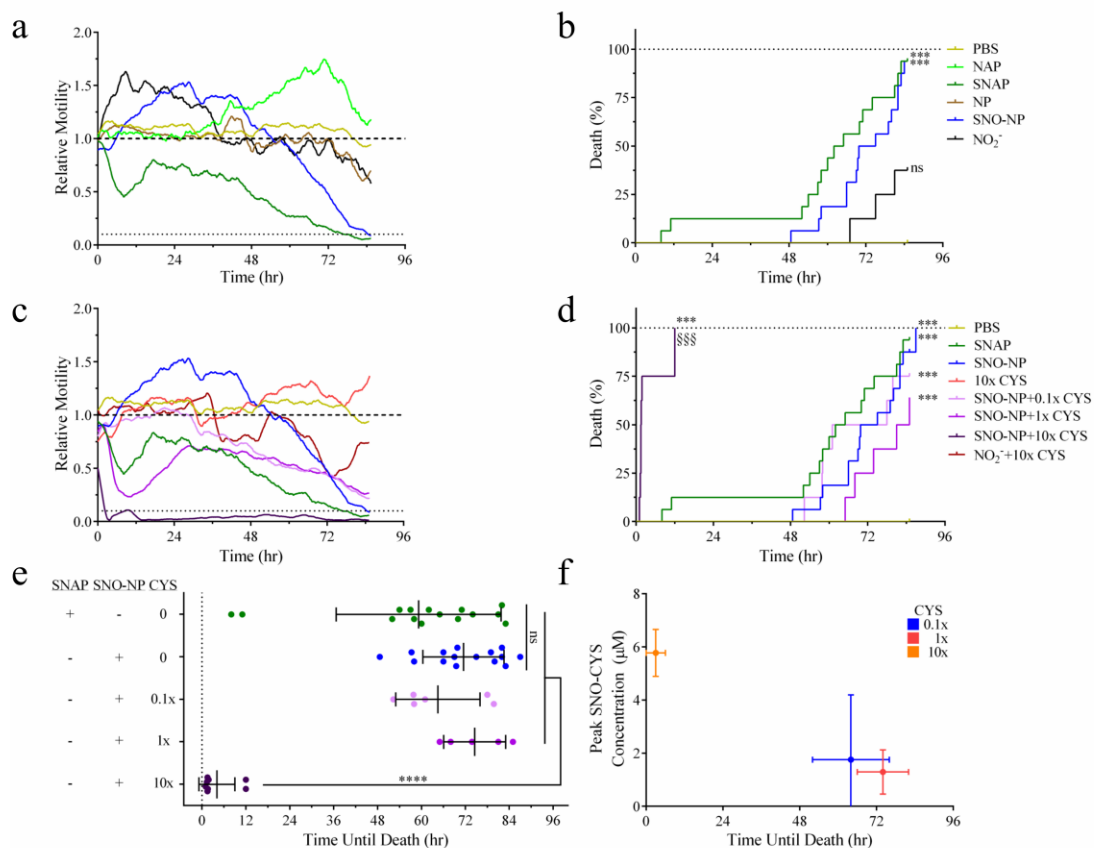 a
2.0
1.5
1.0
0.5
0.0
Relative Motility
0 24 48 72 96
Time (hr)
b
100
75
50
25
0
Death (%)
0 24 48 72 96
Time (hr)
***
***
ns
PBS
NAP
SNAP
NP
SNO-NP
NO₂⁻
c
2.0
1.5
1.0
0.5
0.0
Relative Motility
0 24 48 72 96
Time (hr)
d
100
75
50
25
0
Death (%)
0 24 48 72 96
Time (hr)
***
§§§
***
***
***
***
PBS
SNAP
SNO-NP
10x CYS
SNO-NP+0.1x CYS
SNO-NP+1x CYS
SNO-NP+10x CYS
NO₂⁻+10x CYS
e
SNAP SNO-NP CYS
+ - 0
- + 0
- + 0.1x
- + 1x
- + 10x
ns
****
0 12 36 48 60 72 84 96
Time Until Death (hr)
f
8
6
4
2
0
Peak SNO-CYS
Concentration (µM)
0 48 72 96
Time Until Death (hr)
CYS
0.1x
1x
10x